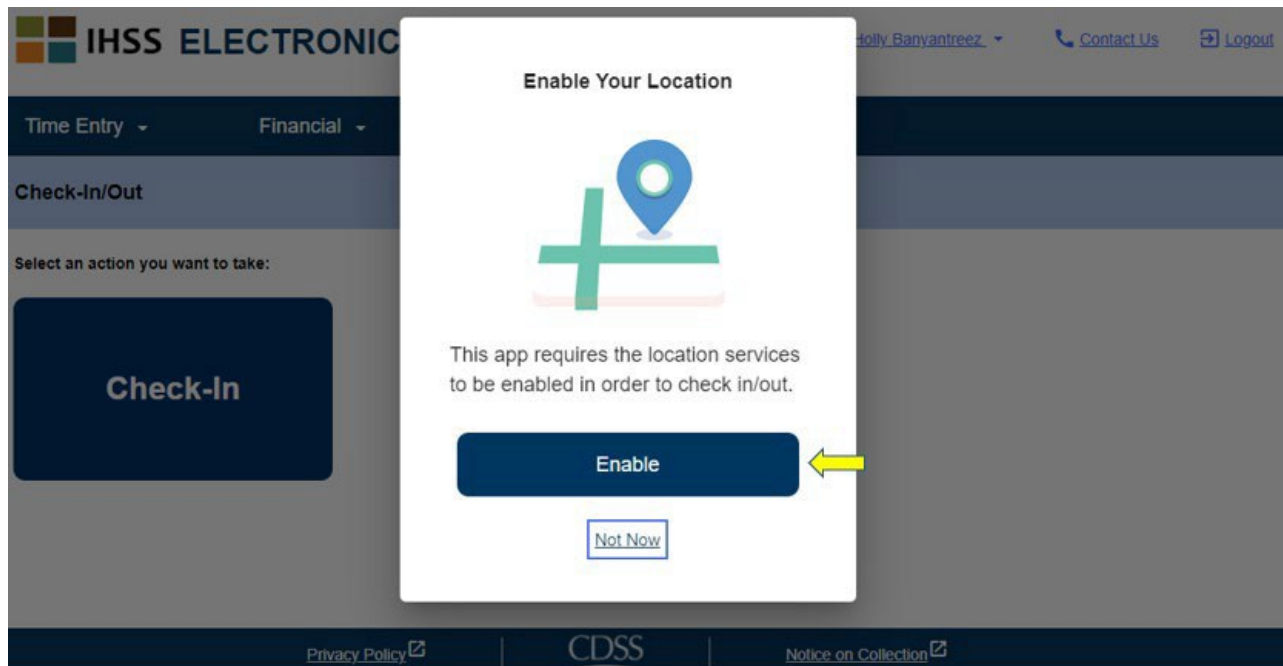 IHSS ELECTRONIC
Holly Banyantreez
Contact Us
Logout
Time Entry
Financial
Check-In/Out
Select an action you want to take:
Check-In
Enable Your Location
This app requires the location services
to be enabled in order to check in/out.
Enable
Not Now
Privacy Policy
CDSS
Notice on Collection